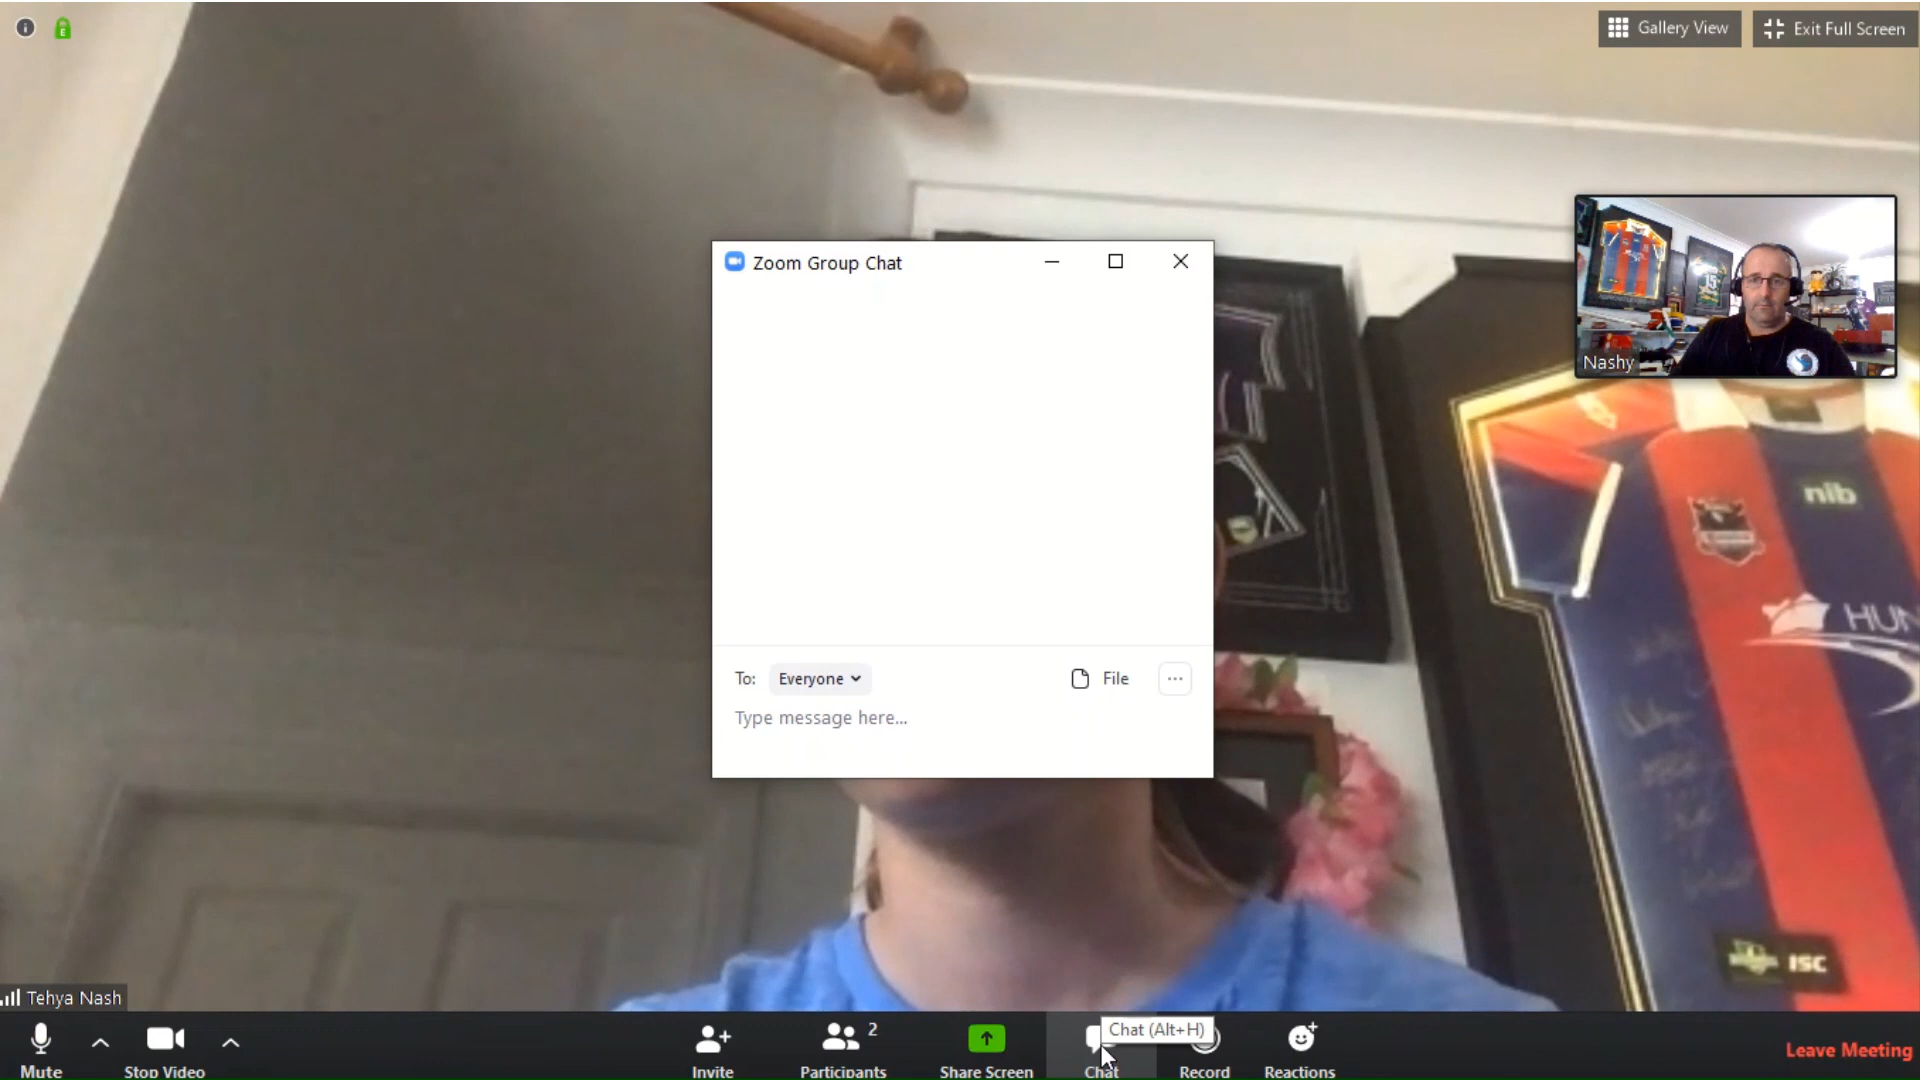 E
Gallery View
Exit Full Screen
Zoom Group Chat
Nashy
nib
HUN
To: Everyone
File
Type message here...
ISC
Tehya Nash
2
Chat (Alt+H)
Mute
Stop Video
Invite
Participants
Share Screen
Chat
Record
Reactions
Leave Meeting